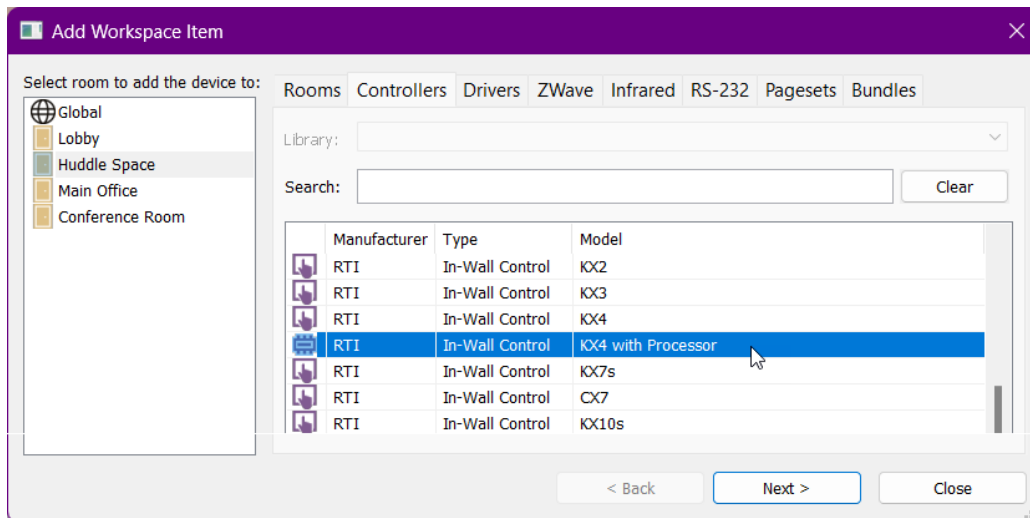 Add Workspace Item
Select room to add the device to:
Global
Lobby
Huddle Space
Main Office
Conference Room
Rooms Controllers Drivers ZWave Infrared RS-232 Pagesets Bundles
Library:
Search: Clear
Manufacturer Type Model
RTI In-Wall Control KX2
RTI In-Wall Control KX3
RTI In-Wall Control KX4
RTI In-Wall Control KX4 with Processor
RTI In-Wall Control KX7s
RTI In-Wall Control CX7
RTI In-Wall Control KX10s
< Back Next > Close